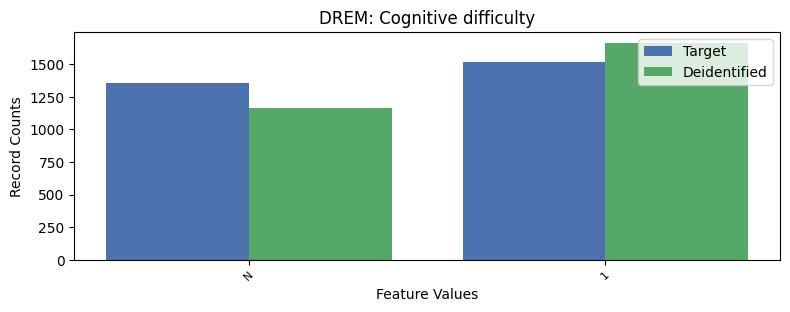 DREM: Cognitive difficulty
Target
Deidentified
Record Counts
1500
1250
1000
750
500
250
0
N
1
Feature Values